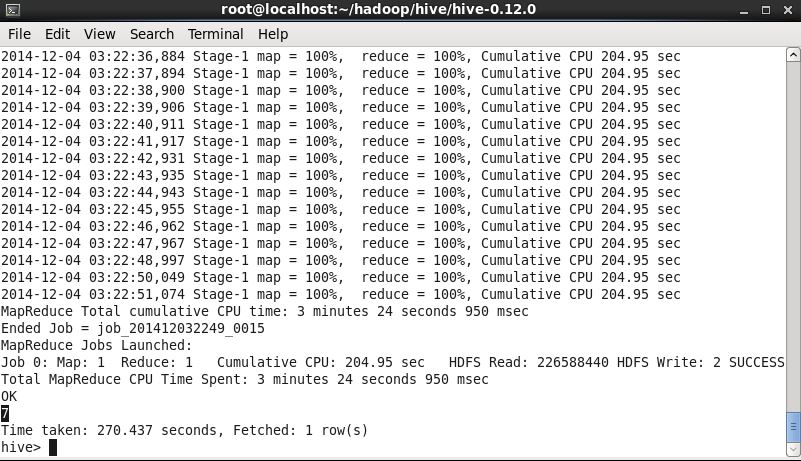 root@localhost:~/hadoop/hive/hive-0.12.0
File Edit View Search Terminal Help
2014-12-04 03:22:36,884 Stage-1 map = 100%,  reduce = 100%, Cumulative CPU 204.95 sec
2014-12-04 03:22:37,894 Stage-1 map = 100%,  reduce = 100%, Cumulative CPU 204.95 sec
2014-12-04 03:22:38,900 Stage-1 map = 100%,  reduce = 100%, Cumulative CPU 204.95 sec
2014-12-04 03:22:39,906 Stage-1 map = 100%,  reduce = 100%, Cumulative CPU 204.95 sec
2014-12-04 03:22:40,911 Stage-1 map = 100%,  reduce = 100%, Cumulative CPU 204.95 sec
2014-12-04 03:22:41,917 Stage-1 map = 100%,  reduce = 100%, Cumulative CPU 204.95 sec
2014-12-04 03:22:42,931 Stage-1 map = 100%,  reduce = 100%, Cumulative CPU 204.95 sec
2014-12-04 03:22:43,935 Stage-1 map = 100%,  reduce = 100%, Cumulative CPU 204.95 sec
2014-12-04 03:22:44,943 Stage-1 map = 100%,  reduce = 100%, Cumulative CPU 204.95 sec
2014-12-04 03:22:45,955 Stage-1 map = 100%,  reduce = 100%, Cumulative CPU 204.95 sec
2014-12-04 03:22:46,962 Stage-1 map = 100%,  reduce = 100%, Cumulative CPU 204.95 sec
2014-12-04 03:22:47,967 Stage-1 map = 100%,  reduce = 100%, Cumulative CPU 204.95 sec
2014-12-04 03:22:48,997 Stage-1 map = 100%,  reduce = 100%, Cumulative CPU 204.95 sec
2014-12-04 03:22:50,049 Stage-1 map = 100%,  reduce = 100%, Cumulative CPU 204.95 sec
2014-12-04 03:22:51,074 Stage-1 map = 100%,  reduce = 100%, Cumulative CPU 204.95 sec
MapReduce Total cumulative CPU time: 3 minutes 24 seconds 950 msec
Ended Job = job_201412032249_0015
MapReduce Jobs Launched:
Job 0: Map: 1  Reduce: 1   Cumulative CPU: 204.95 sec   HDFS Read: 226588440 HDFS Write: 2 SUCCESS
Total MapReduce CPU Time Spent: 3 minutes 24 seconds 950 msec
OK
7
Time taken: 270.437 seconds, Fetched: 1 row(s)
hive>